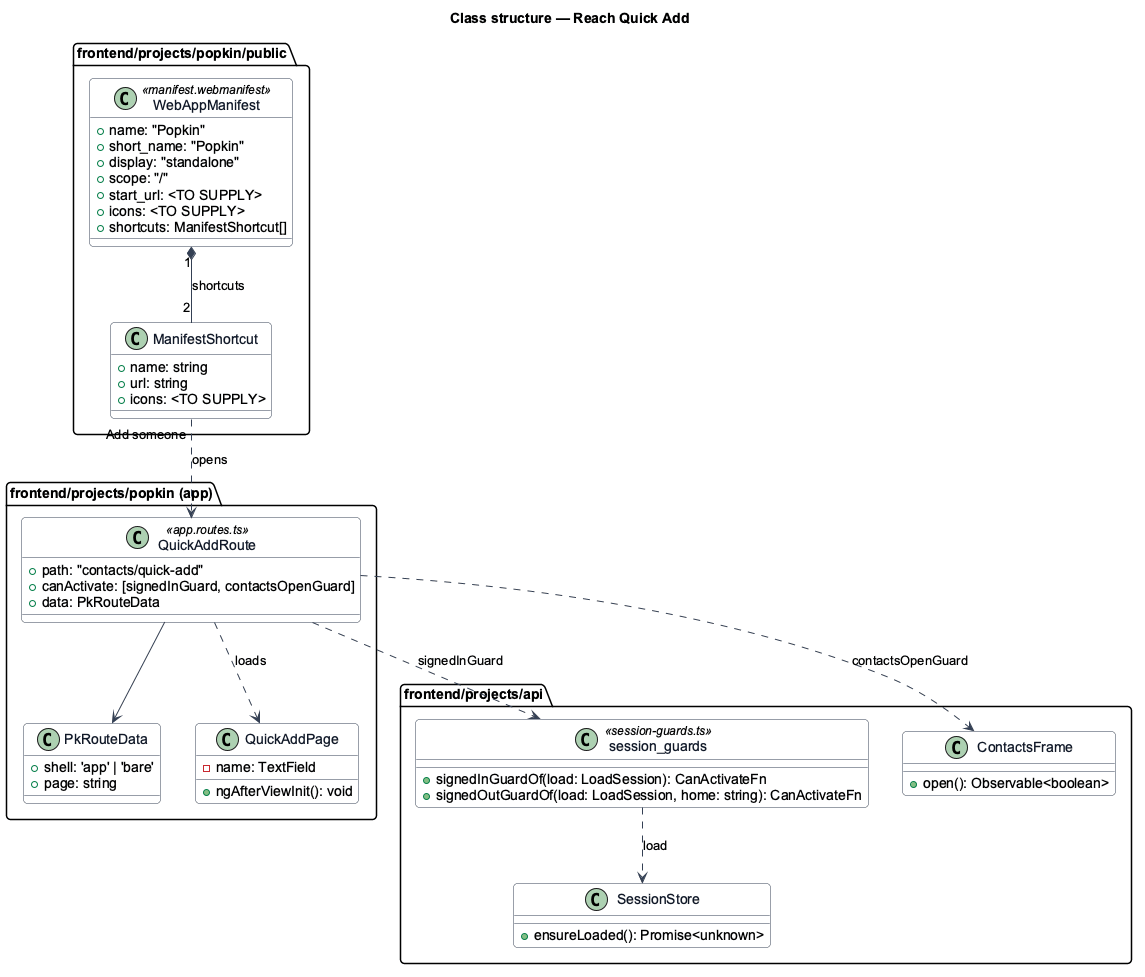 Class structure — Reach Quick Add
frontend/projects/popkin/public
C
«manifest.webmanifest»
WebAppManifest
name: "Popkin"
short_name: "Popkin"
display: "standalone"
scope: "/"
start_url: <TO SUPPLY>
icons: <TO SUPPLY>
shortcuts: ManifestShortcut[]
1
shortcuts
2
C ManifestShortcut
name: string
url: string
icons: <TO SUPPLY>
Add someone
opens
frontend/projects/popkin (app)
C
«app.routes.ts»
QuickAddRoute
path: "contacts/quick-add"
canActivate: [signedInGuard, contactsOpenGuard]
data: PkRouteData
loads
signedInGuard
contactsOpenGuard
C PkRouteData
shell: 'app' | 'bare'
page: string
C QuickAddPage
name: TextField
ngAfterViewInit(): void
frontend/projects/api
C
«session-guards.ts»
session_guards
signedInGuardOf(load: LoadSession): CanActivateFn
signedOutGuardOf(load: LoadSession, home: string): CanActivateFn
C ContactsFrame
open(): Observable<boolean>
load
C SessionStore
ensureLoaded(): Promise<unknown>